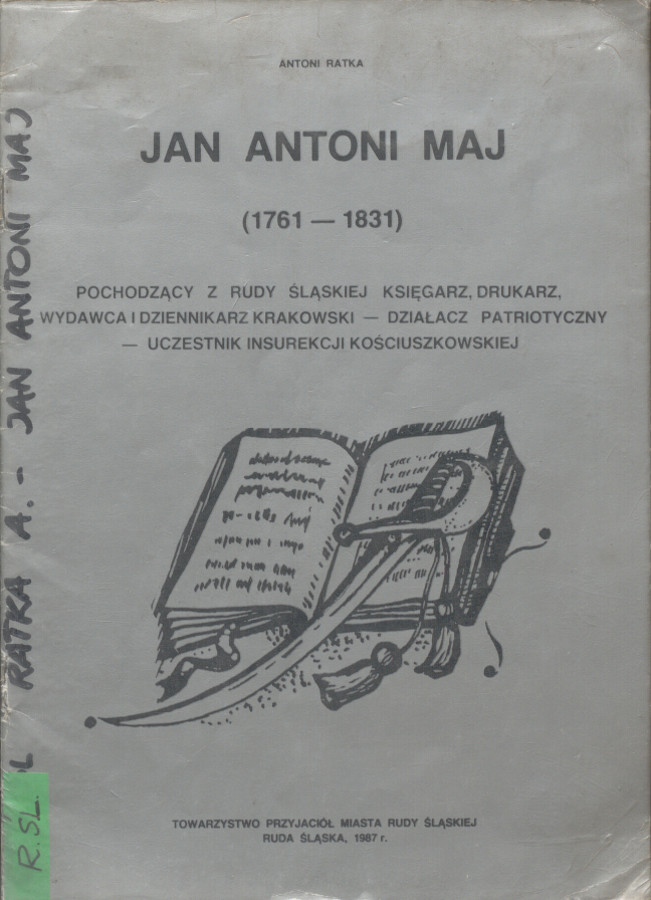 ANTONI RATKA
JAN ANTONI MAJ
(1761 — 1831)
POCHODZĄCY Z RUDY ŚLĄSKIEJ KSIĘGARZ, DRUKARZ,
WYDAWCA I DZIENNIKARZ KRAKOWSKI — DZIAŁACZ PATRIOTYCZNY
— UCZESTNIK INSUREKCJI KOŚCIUSZKOWSKIEJ
TOWARZYSTWO PRZYJACIÓŁ MIASTA RUDY ŚLĄSKIEJ
RUDA ŚLĄSKA, 1987 r.
RATKA A. - JAN ANTONI MAJ
R.ŚL.